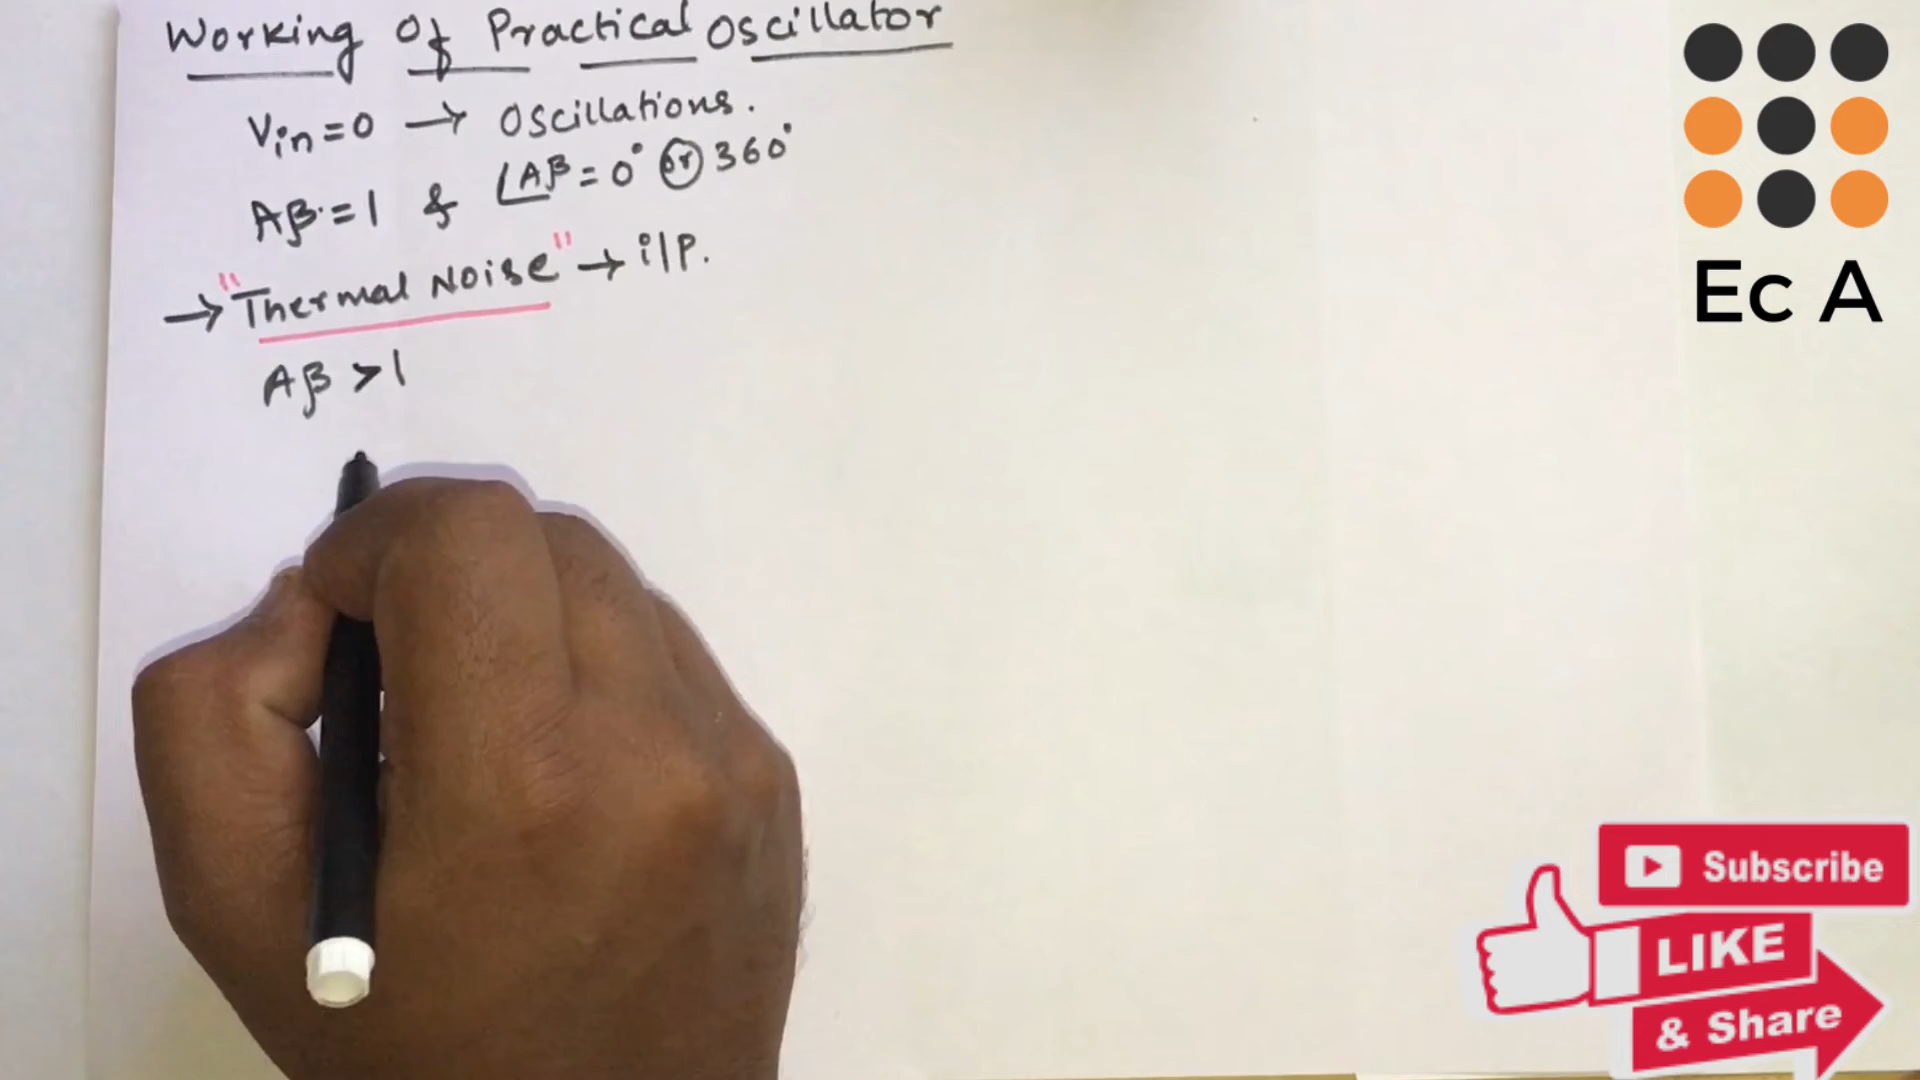 Working Of Practical Oscillator
Vin=0 → Oscillations.
Aβ=1 & ∠Aβ = 0° or 360°
→ "Thermal Noise" → i/P.
Aβ > 1
Ec A
Subscribe
LIKE
& Share